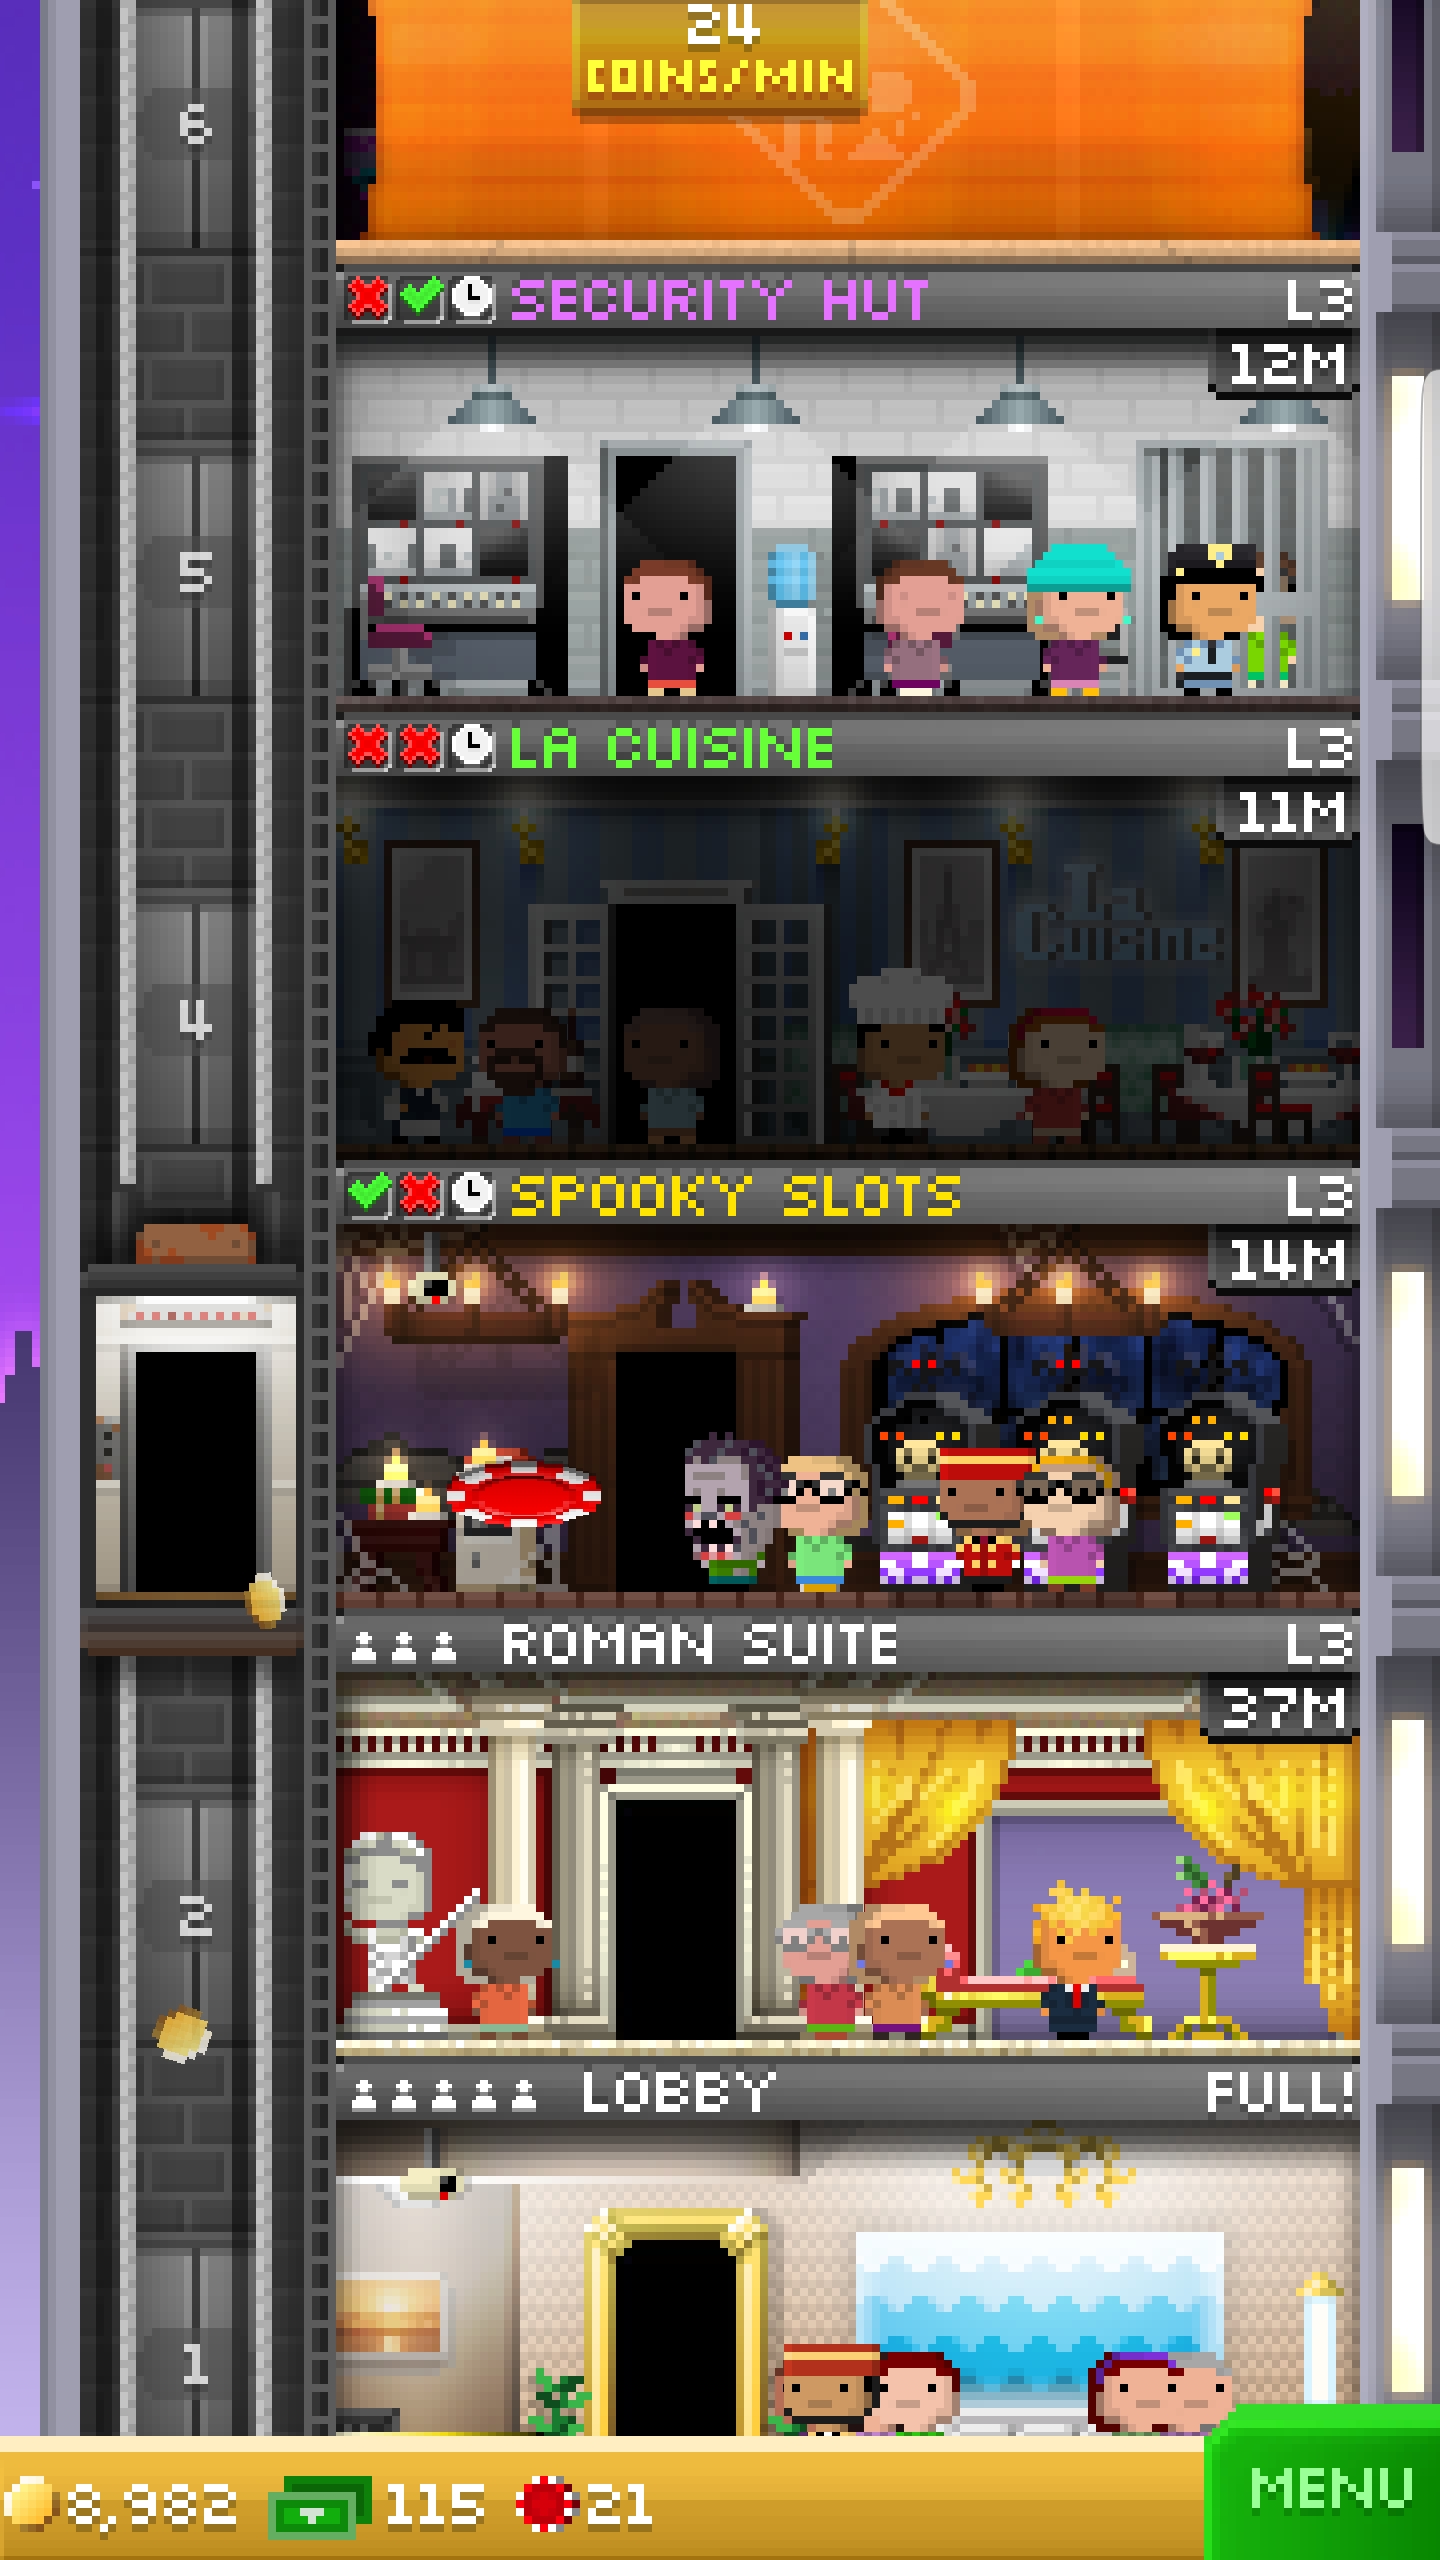 24
COINS/MIN
6
SECURITY HUT L3
12M
5
LA CUISINE L3
11M
La
Cuisine
4
SPOOKY SLOTS L3
14M
ROMAN SUITE L3
37M
2
LOBBY FULL!
1
8,982 115 21
MENU